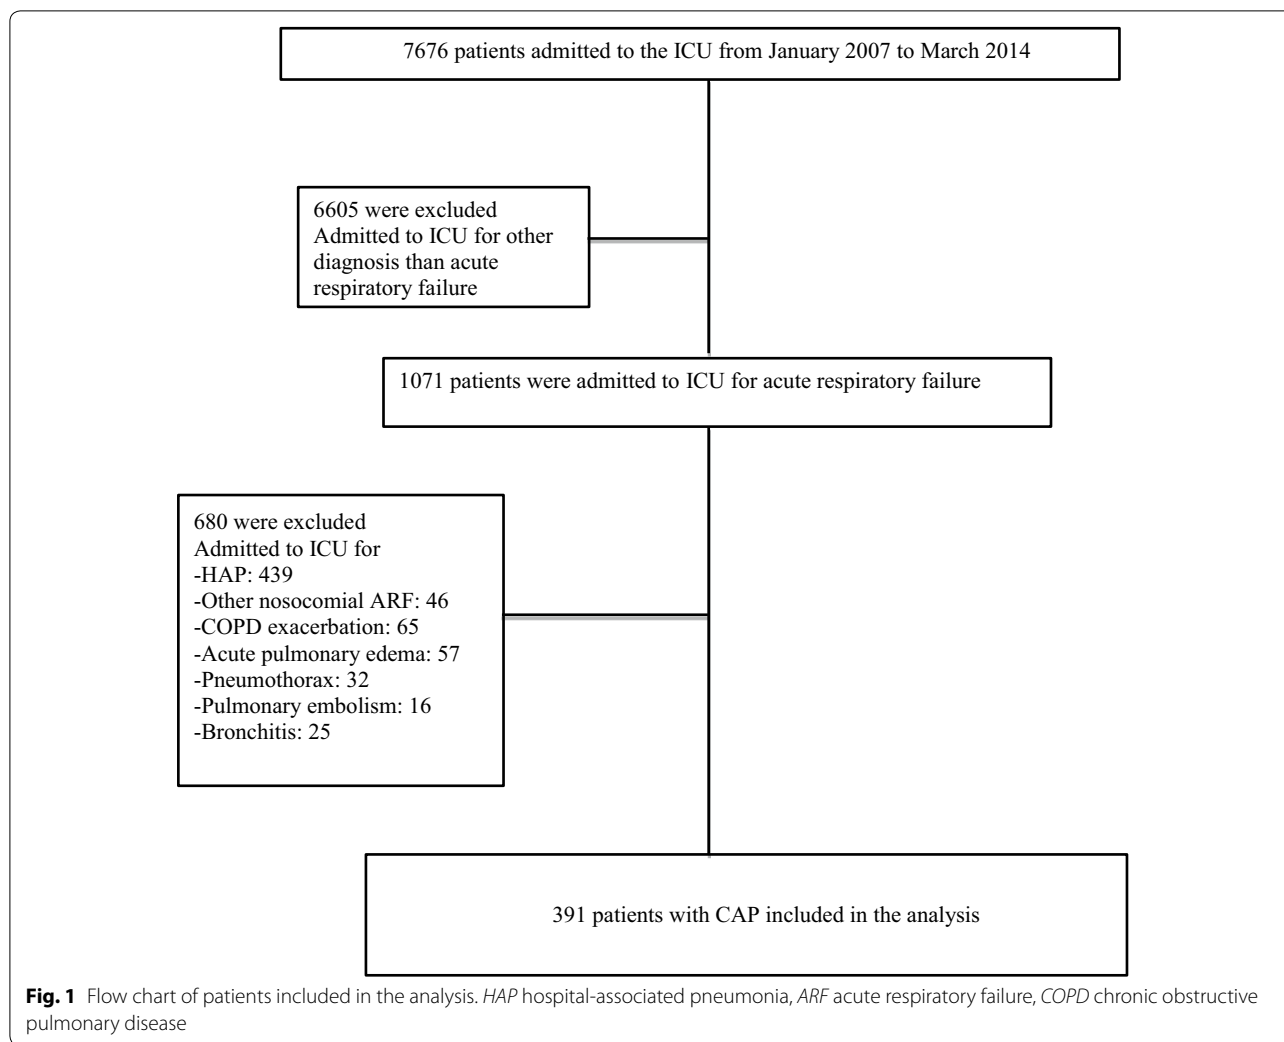 7676 patients admitted to the ICU from January 2007 to March 2014
6605 were excluded
Admitted to ICU for other
diagnosis than acute
respiratory failure
1071 patients were admitted to ICU for acute respiratory failure
680 were excluded
Admitted to ICU for
-HAP: 439
-Other nosocomial ARF: 46
-COPD exacerbation: 65
-Acute pulmonary edema: 57
-Pneumothorax: 32
-Pulmonary embolism: 16
-Bronchitis: 25
391 patients with CAP included in the analysis
Fig. 1 Flow chart of patients included in the analysis. HAP hospital-associated pneumonia, ARF acute respiratory failure, COPD chronic obstructive
pulmonary disease